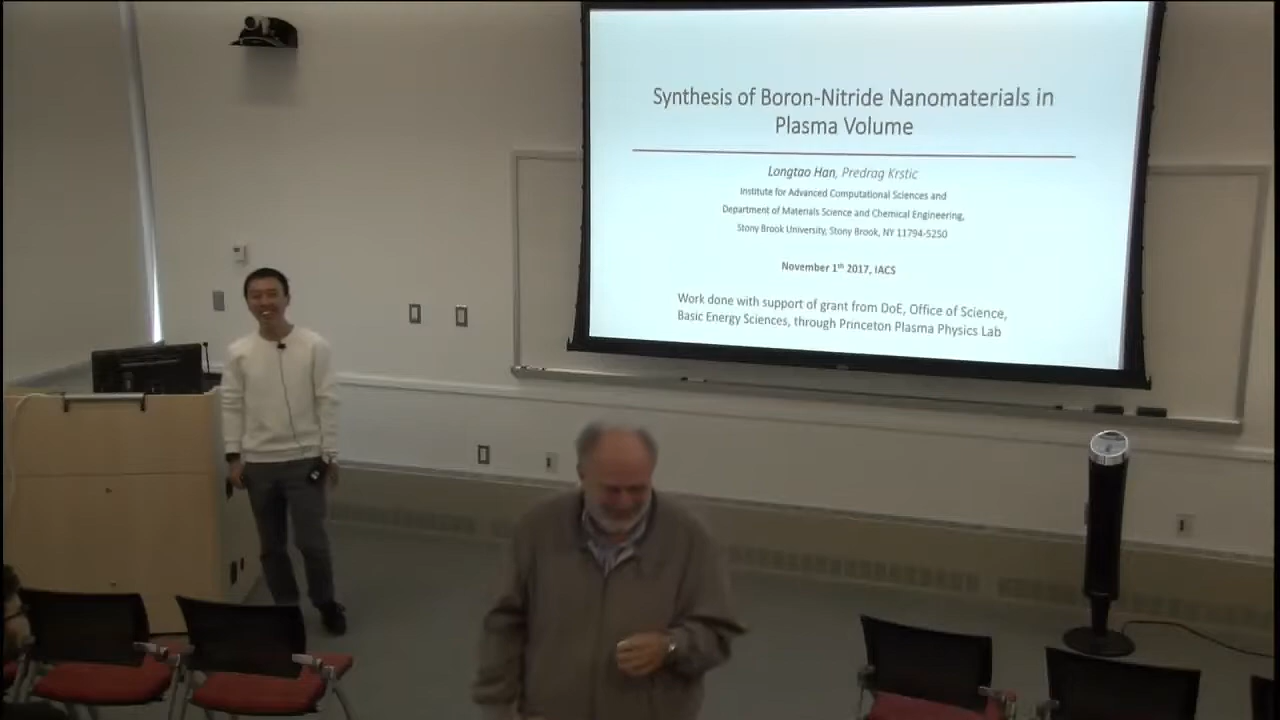 Synthesis of Boron-Nitride Nanomaterials in
Plasma Volume
Longtao Han, Predrag Krstic
Institute for Advanced Computational Sciences and
Department of Materials Science and Chemical Engineering,
Stony Brook University, Stony Brook, NY 11794-5250
November 1th 2017, IACS
Work done with support of grant from DoE, Office of Science,
Basic Energy Sciences, through Princeton Plasma Physics Lab